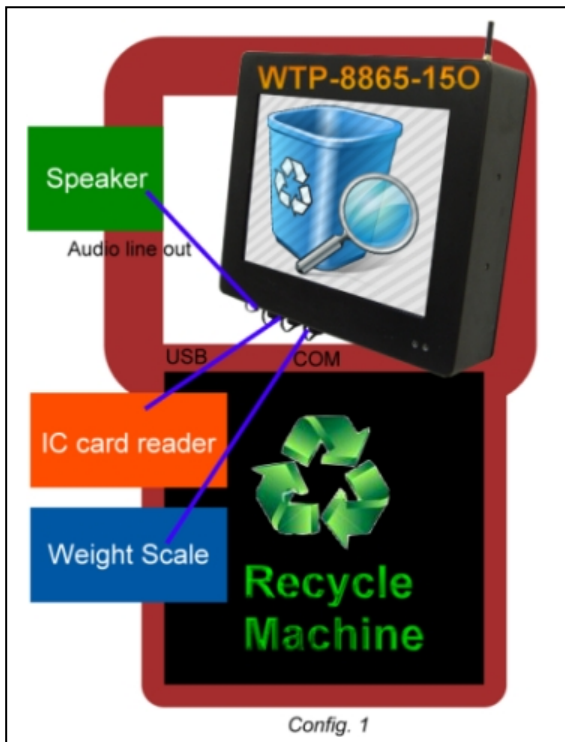 WTP-8865-15O
Speaker
Audio line out
USB
COM
IC card reader
Weight Scale
Recycle
Machine
Config. 1